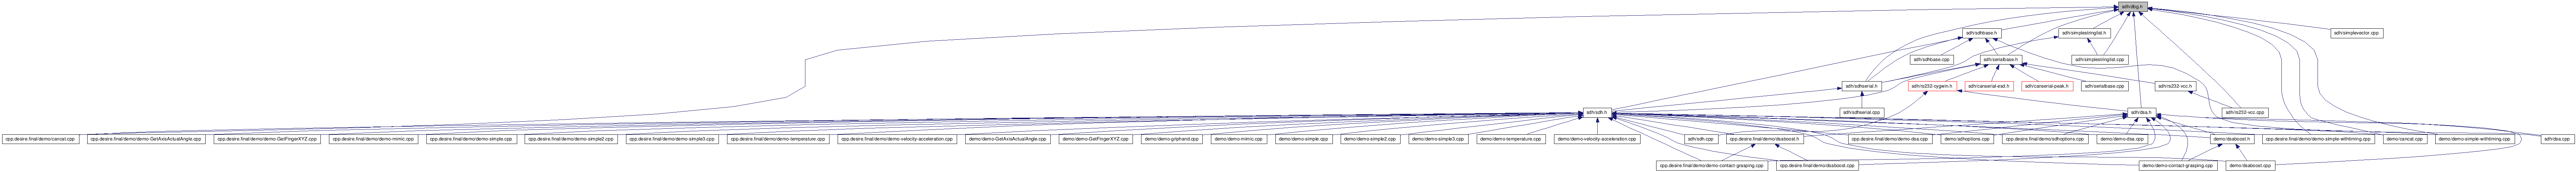 sdh/dbg.h
sdh/sdhbase.h
sdh/simplestringlist.h
sdh/simplevector.cpp
sdh/sdhbase.cpp
sdh/serialbase.h
sdh/simplestringlist.cpp
sdh/sdhserial.h
sdh/rs232-cygwin.h
sdh/canserial-esd.h
sdh/canserial-peak.h
sdh/serialbase.cpp
sdh/rs232-vcc.h
sdh/sdh.h
sdh/sdhserial.cpp
sdh/dsa.h
sdh/rs232-vcc.cpp
cpp.desire.final/demo/cancat.cpp
cpp.desire.final/demo/demo-GetAxisActualAngle.cpp
cpp.desire.final/demo/demo-GetFingerXYZ.cpp
cpp.desire.final/demo/demo-mimic.cpp
cpp.desire.final/demo/demo-simple.cpp
cpp.desire.final/demo/demo-simple2.cpp
cpp.desire.final/demo/demo-simple3.cpp
cpp.desire.final/demo/demo-temperature.cpp
cpp.desire.final/demo/demo-velocity-acceleration.cpp
demo/demo-GetAxisActualAngle.cpp
demo/demo-GetFingerXYZ.cpp
demo/demo-griphand.cpp
demo/demo-mimic.cpp
demo/demo-simple.cpp
demo/demo-simple2.cpp
demo/demo-simple3.cpp
demo/demo-temperature.cpp
demo/demo-velocity-acceleration.cpp
sdh/sdh.cpp
cpp.desire.final/demo/dsaboost.h
cpp.desire.final/demo/demo-dsa.cpp
demo/sdhoptions.cpp
cpp.desire.final/demo/sdhoptions.cpp
demo/demo-dsa.cpp
demo/dsaboost.h
cpp.desire.final/demo/demo-simple-withtiming.cpp
demo/cancat.cpp
demo/demo-simple-withtiming.cpp
sdh/dsa.cpp
cpp.desire.final/demo/demo-contact-grasping.cpp
cpp.desire.final/demo/dsaboost.cpp
demo/demo-contact-grasping.cpp
demo/dsaboost.cpp